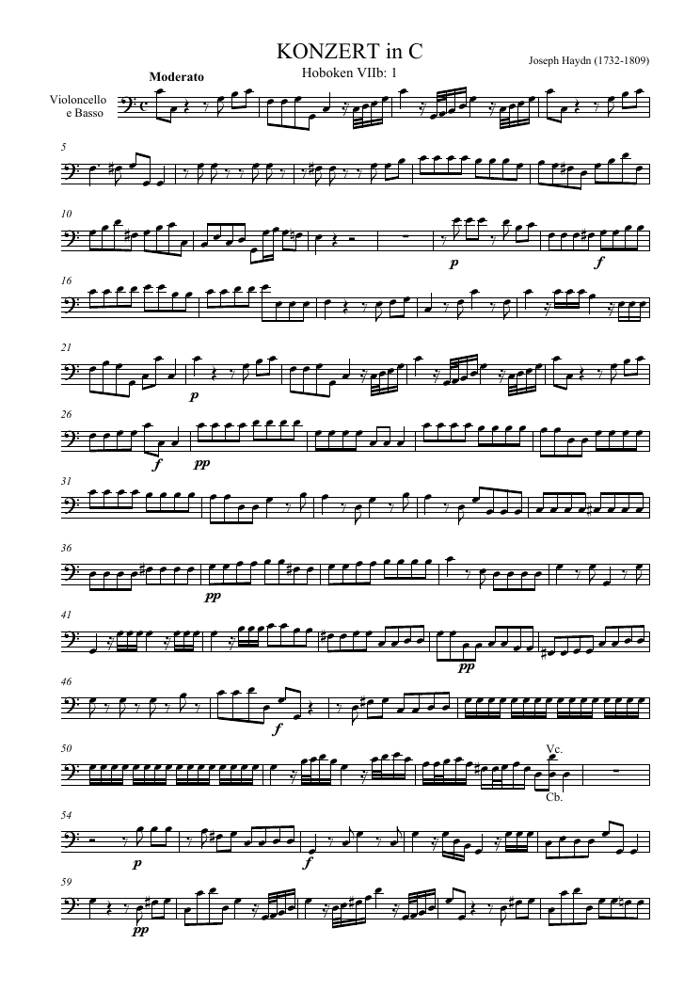 KONZERT in C
Hoboken VIIb: 1
Joseph Haydn (1732-1809)
Moderato
Violoncello
e Basso
5
10
p
f
16
21
p
26
f
pp
31
36
pp
41
pp
46
f
50
Vc.
Cb.
54
p
f
59
pp